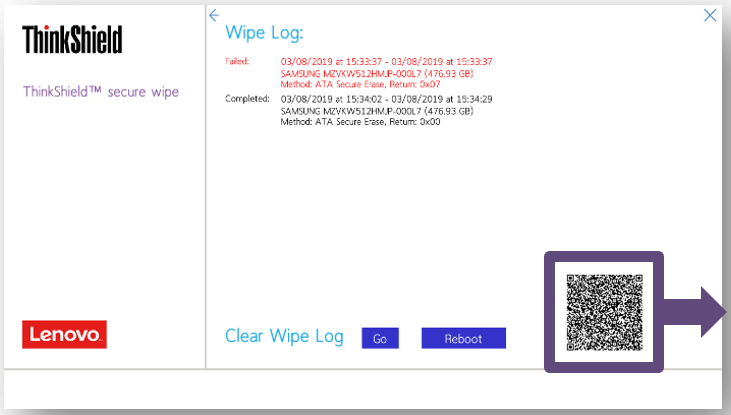 ThinkShield
ThinkShield™ secure wipe
Lenovo.
Wipe Log:
Failed: 03/08/2019 at 15:33:37 - 03/08/2019 at 15:33:37
SAMSUNG MZVKW512HMJP-000L7 (476.93 GB)
Method: ATA Secure Erase, Return: 0x07
Completed: 03/08/2019 at 15:34:02 - 03/08/2019 at 15:34:29
SAMSUNG MZVKW512HMJP-000L7 (476.93 GB)
Method: ATA Secure Erase, Return: 0x00
Clear Wipe Log Go Reboot